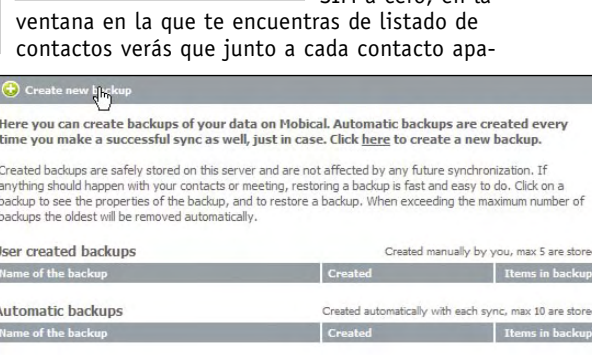 ventana en la que te encuentras de listado de
contactos verás que junto a cada contacto apa-
Create new backup
Here you can create backups of your data on Mobical. Automatic backups are created every
time you make a successful sync as well, just in case. Click here to create a new backup.
Created backups are safely stored on this server and are not affected by any future synchronization. If
anything should happen with your contacts or meeting, restoring a backup is fast and easy to do. Click on a
backup to see the properties of the backup, and to restore a backup. When exceeding the maximum number of
backups the oldest will be removed automatically.
User created backups Created manually by you, max 5 are store
Name of the backup Created Items in backup
Automatic backups Created automatically with each sync, max 10 are store
Name of the backup Created Items in backup